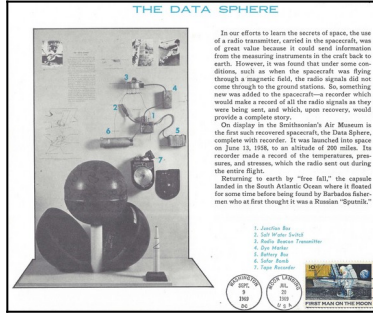 THE DATA SPHERE
In our efforts to learn the secrets of space, the use
of a radio transmitter, carried in the spacecraft, was
of great value because it could send information
from the measuring instruments in the craft back to
earth. However, it was found that under some con-
ditions, such as when the spacecraft was flying
through a magnetic field, the radio signals did not
come through to the ground stations. So, something
new was added to the spacecraft—a recorder which
would make a record of all the radio signals as they
were being sent, and which, upon recovery, would
provide a complete story.
On display in the Smithsonian's Air Museum is
the first such recovered spacecraft, the Data Sphere,
complete with recorder. It was launched into space
on June 13, 1958, to an altitude of 200 miles. Its
recorder made a record of the temperatures, pres-
sures, and stresses, which the radio sent out during
the entire flight.
Returning to earth by "free fall," the capsule
landed in the South Atlantic Ocean where it floated
for some time before being found by Barbados fisher-
men who at first thought it was a Russian "Sputnik."
3
4
2
1
5
6
7
1. Junction Box
2. Salt Water Switch
3. Radio Beacon Transmitter
4. Dye Marker
5. Battery Box
6. Sofar Bomb
7. Tape Recorder
WASHINGTON
SEPT.
9
1969
DC
MOON LANDING
JUL.
20
1969
USA
10¢
FIRST MAN ON THE MOON